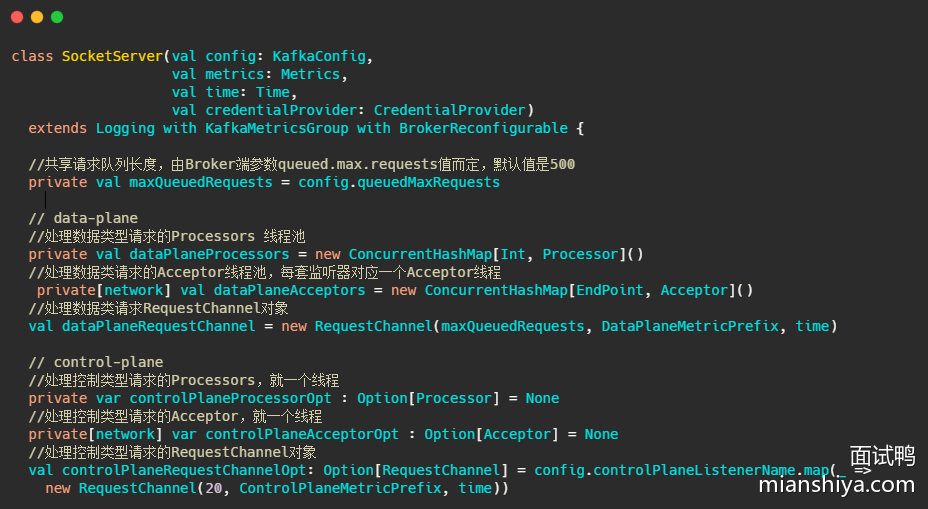 class SocketServer(val config: KafkaConfig,
val metrics: Metrics,
val time: Time,
val credentialProvider: CredentialProvider)
extends Logging with KafkaMetricsGroup with BrokerReconfigurable {
//共享请求队列长度，由Broker端参数queued.max.requests值而定，默认值是500
private val maxQueuedRequests = config.queuedMaxRequests
// data-plane
//处理数据类型请求的Processors 线程池
private val dataPlaneProcessors = new ConcurrentHashMap[Int, Processor]()
//处理数据类请求的Acceptor线程池，每套监听器对应一个Acceptor线程
private[network] val dataPlaneAcceptors = new ConcurrentHashMap[EndPoint, Acceptor]()
//处理数据类请求RequestChannel对象
val dataPlaneRequestChannel = new RequestChannel(maxQueuedRequests, DataPlaneMetricPrefix, time)
// control-plane
//处理控制类型请求的Processors，就一个线程
private var controlPlaneProcessorOpt : Option[Processor] = None
//处理控制类型请求的Acceptor，就一个线程
private[network] var controlPlaneAcceptorOpt : Option[Acceptor] = None
//处理控制类型请求的RequestChannel对象
val controlPlaneRequestChannelOpt: Option[RequestChannel] = config.controlPlaneListenerName.map(_ =>
new RequestChannel(20, ControlPlaneMetricPrefix, time))
面试鸭
mianshiya.com